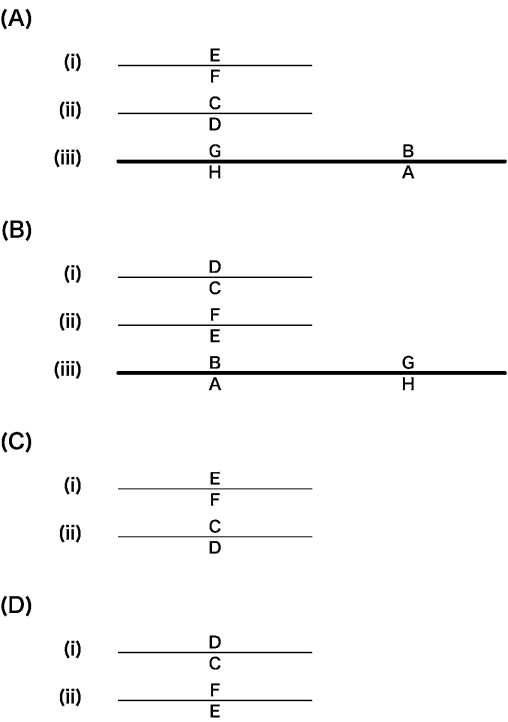 (A)
(i) E
F
(ii) C
D
(iii) G B
H A
(B)
(i) D
C
(ii) F
E
(iii) B G
A H
(C)
(i) E
F
(ii) C
D
(D)
(i) D
C
(ii) F
E